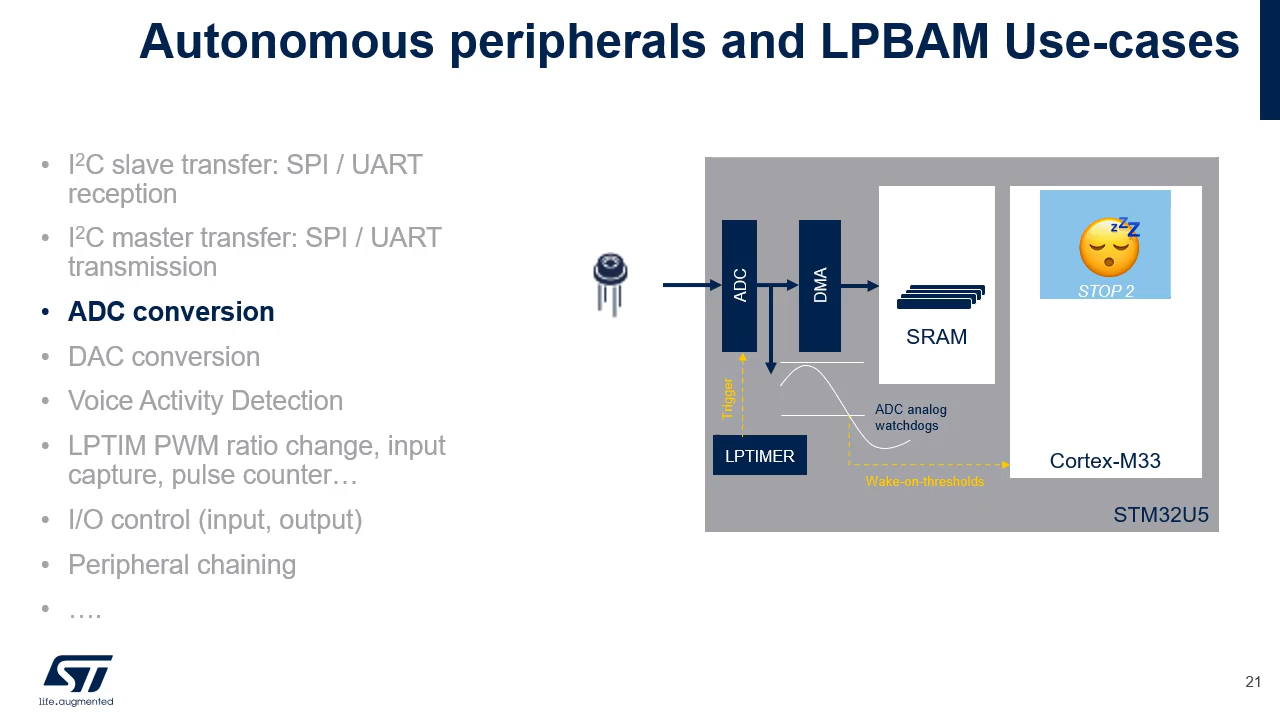 Autonomous peripherals and LPBAM Use-cases
• I²C slave transfer: SPI / UART
reception
• I²C master transfer: SPI / UART
transmission
• ADC conversion
• DAC conversion
• Voice Activity Detection
• LPTIM PWM ratio change, input
capture, pulse counter…
• I/O control (input, output)
• Peripheral chaining
• ….
ADC
DMA
SRAM
zzZ
STOP 2
Trigger
LPTIMER
ADC analog
watchdogs
Wake-on-thresholds
Cortex-M33
STM32U5
ST
life.augmented
21